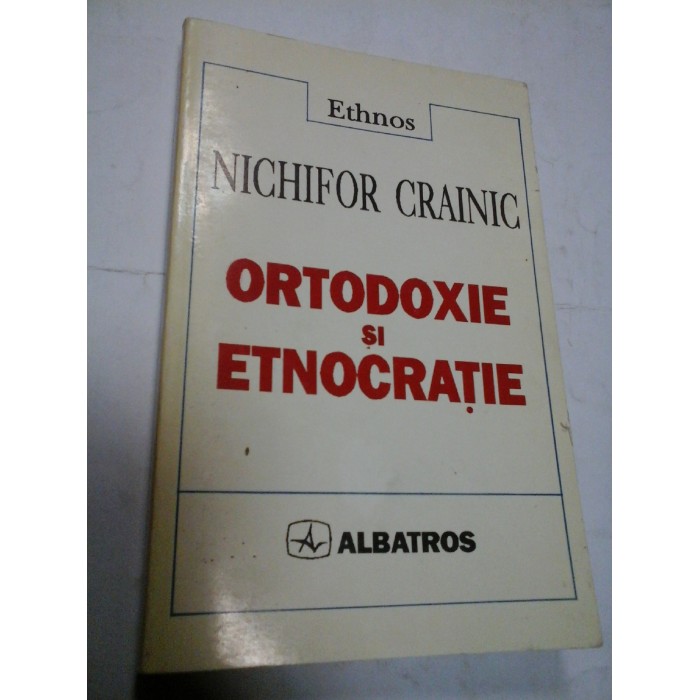 Ethnos
NICHIFOR CRAINIC
ORTODOXIE
ȘI
ETNOCRAȚIE
ALBATROS